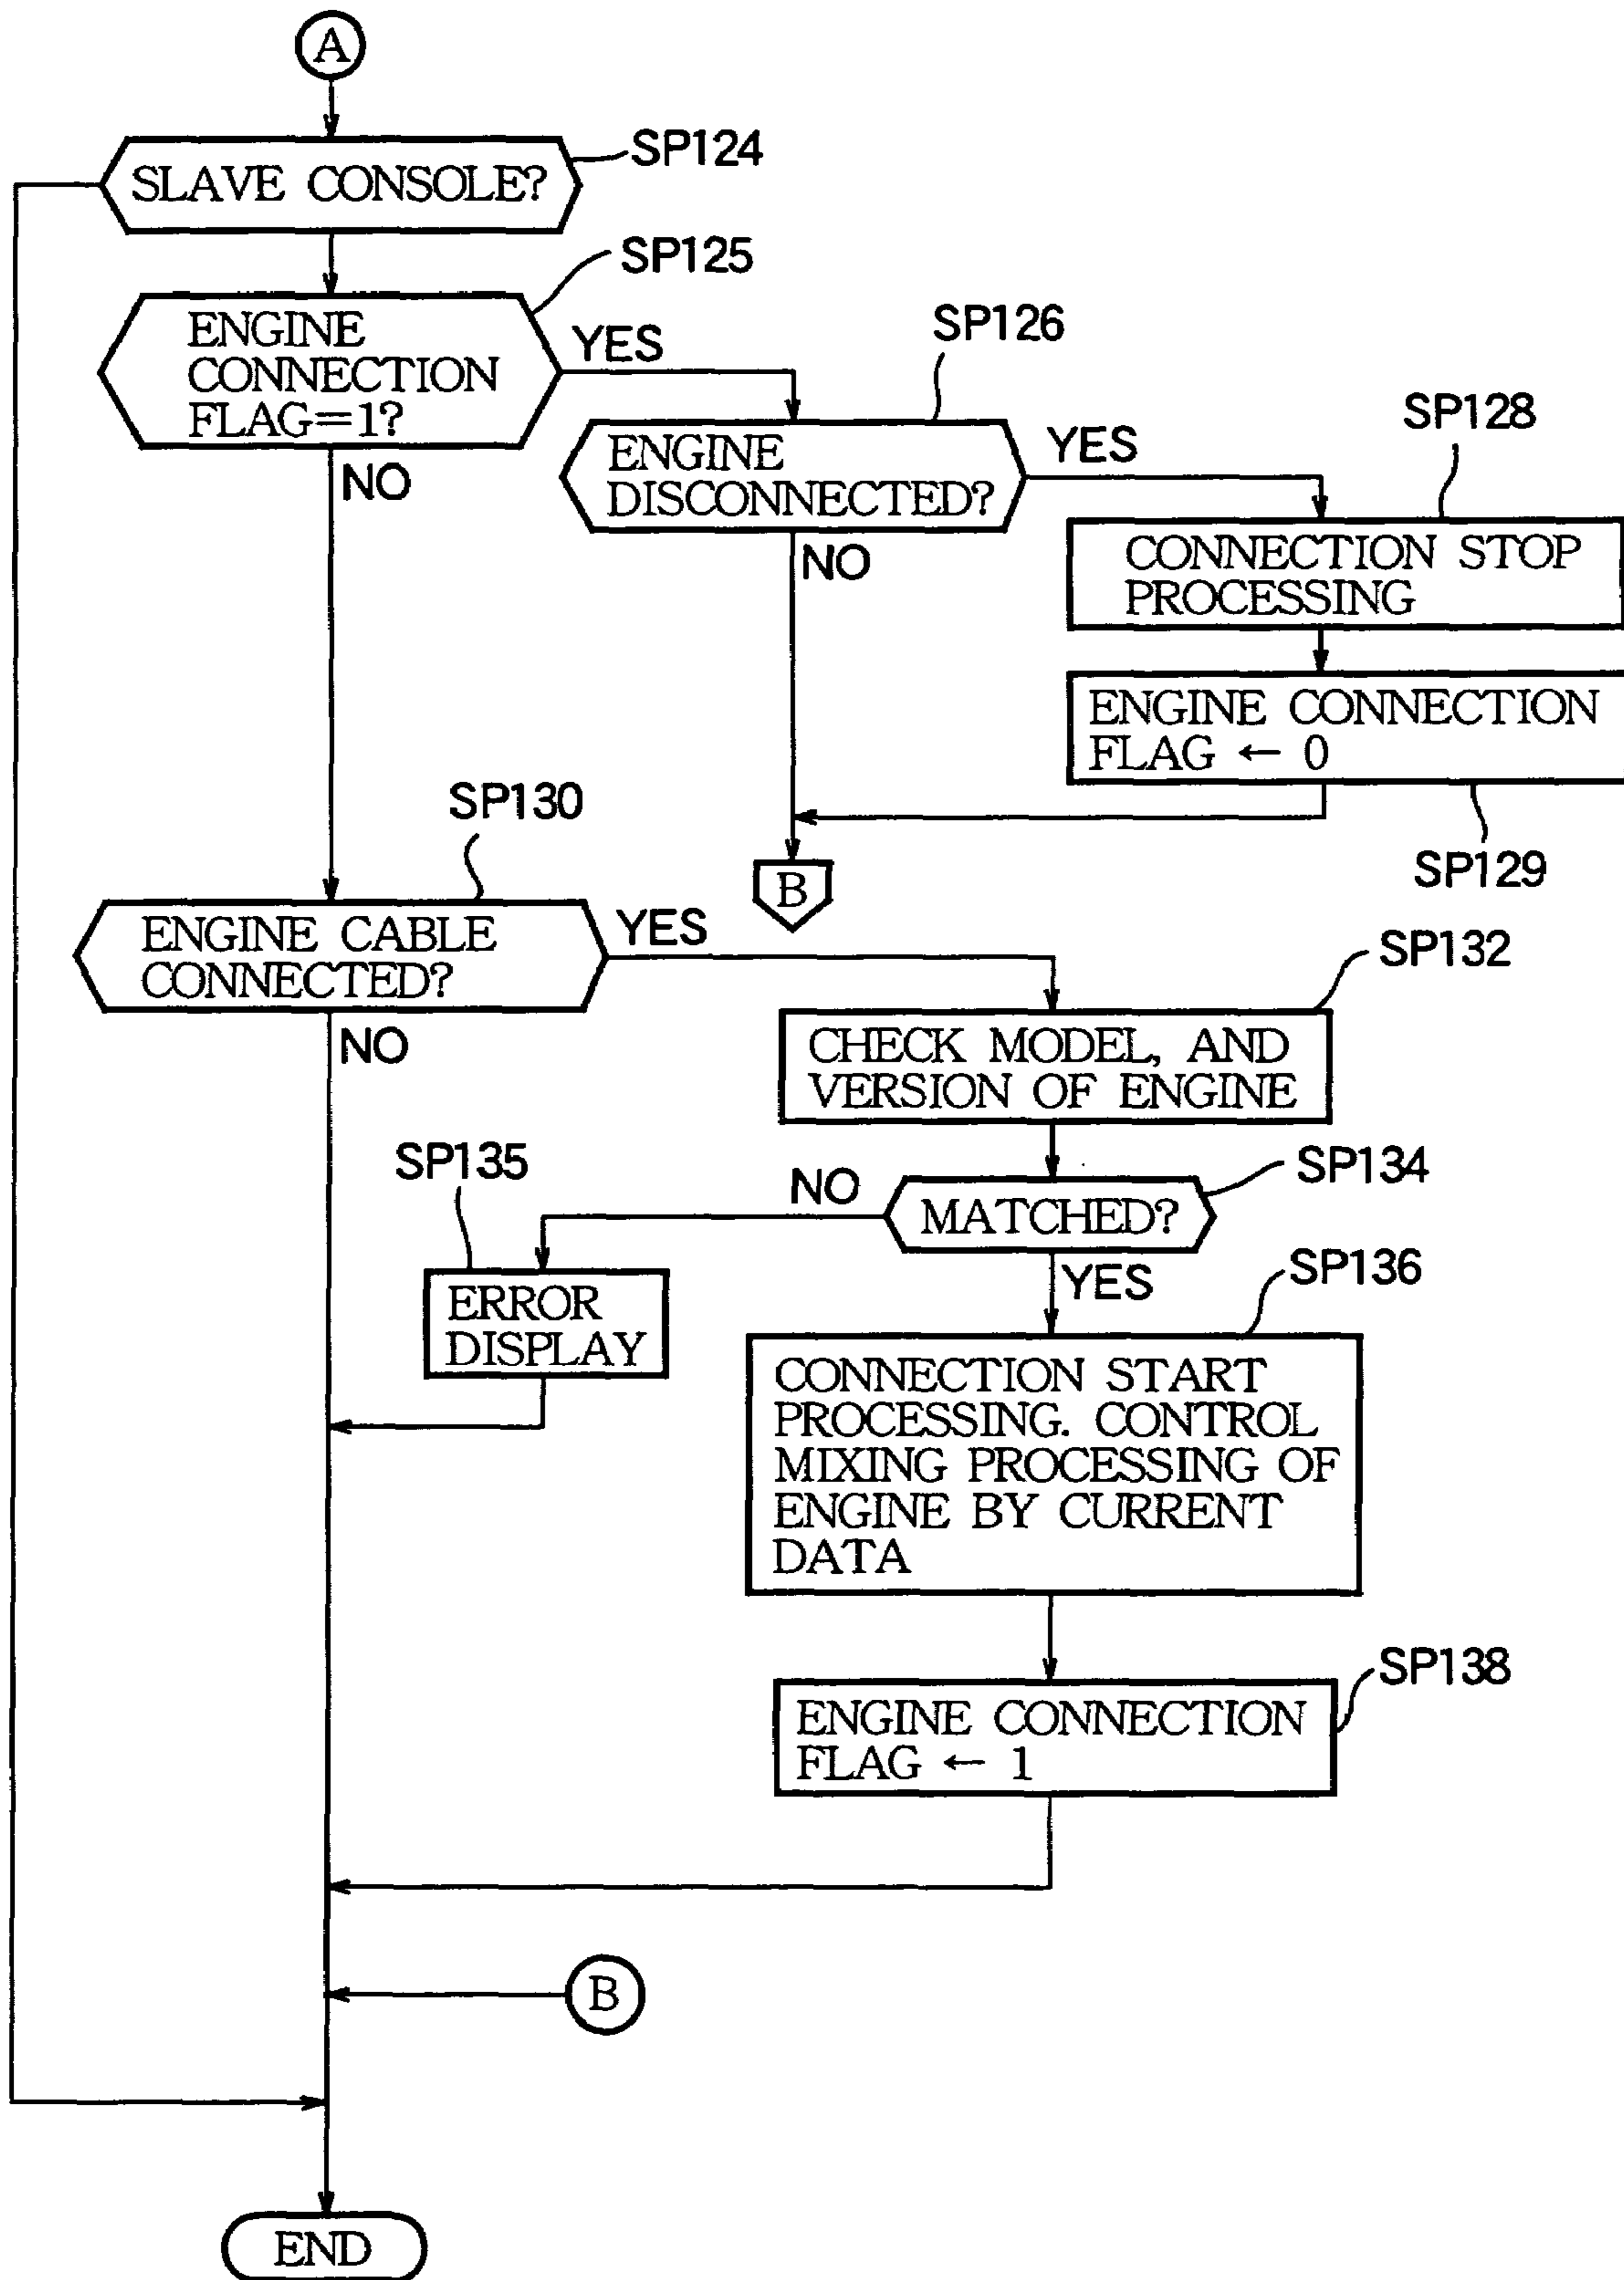 A
SP124
SLAVE CONSOLE?
SP125
ENGINE
CONNECTION
FLAG=1?
YES
NO
SP126
ENGINE
DISCONNECTED?
YES
NO
SP128
CONNECTION STOP
PROCESSING
ENGINE CONNECTION
FLAG ← 0
SP129
B
SP130
ENGINE CABLE
CONNECTED?
YES
NO
SP132
CHECK MODEL, AND
VERSION OF ENGINE
SP134
MATCHED?
NO
YES
SP135
ERROR
DISPLAY
SP136
CONNECTION START
PROCESSING. CONTROL
MIXING PROCESSING OF
ENGINE BY CURRENT
DATA
SP138
ENGINE CONNECTION
FLAG ← 1
B
END